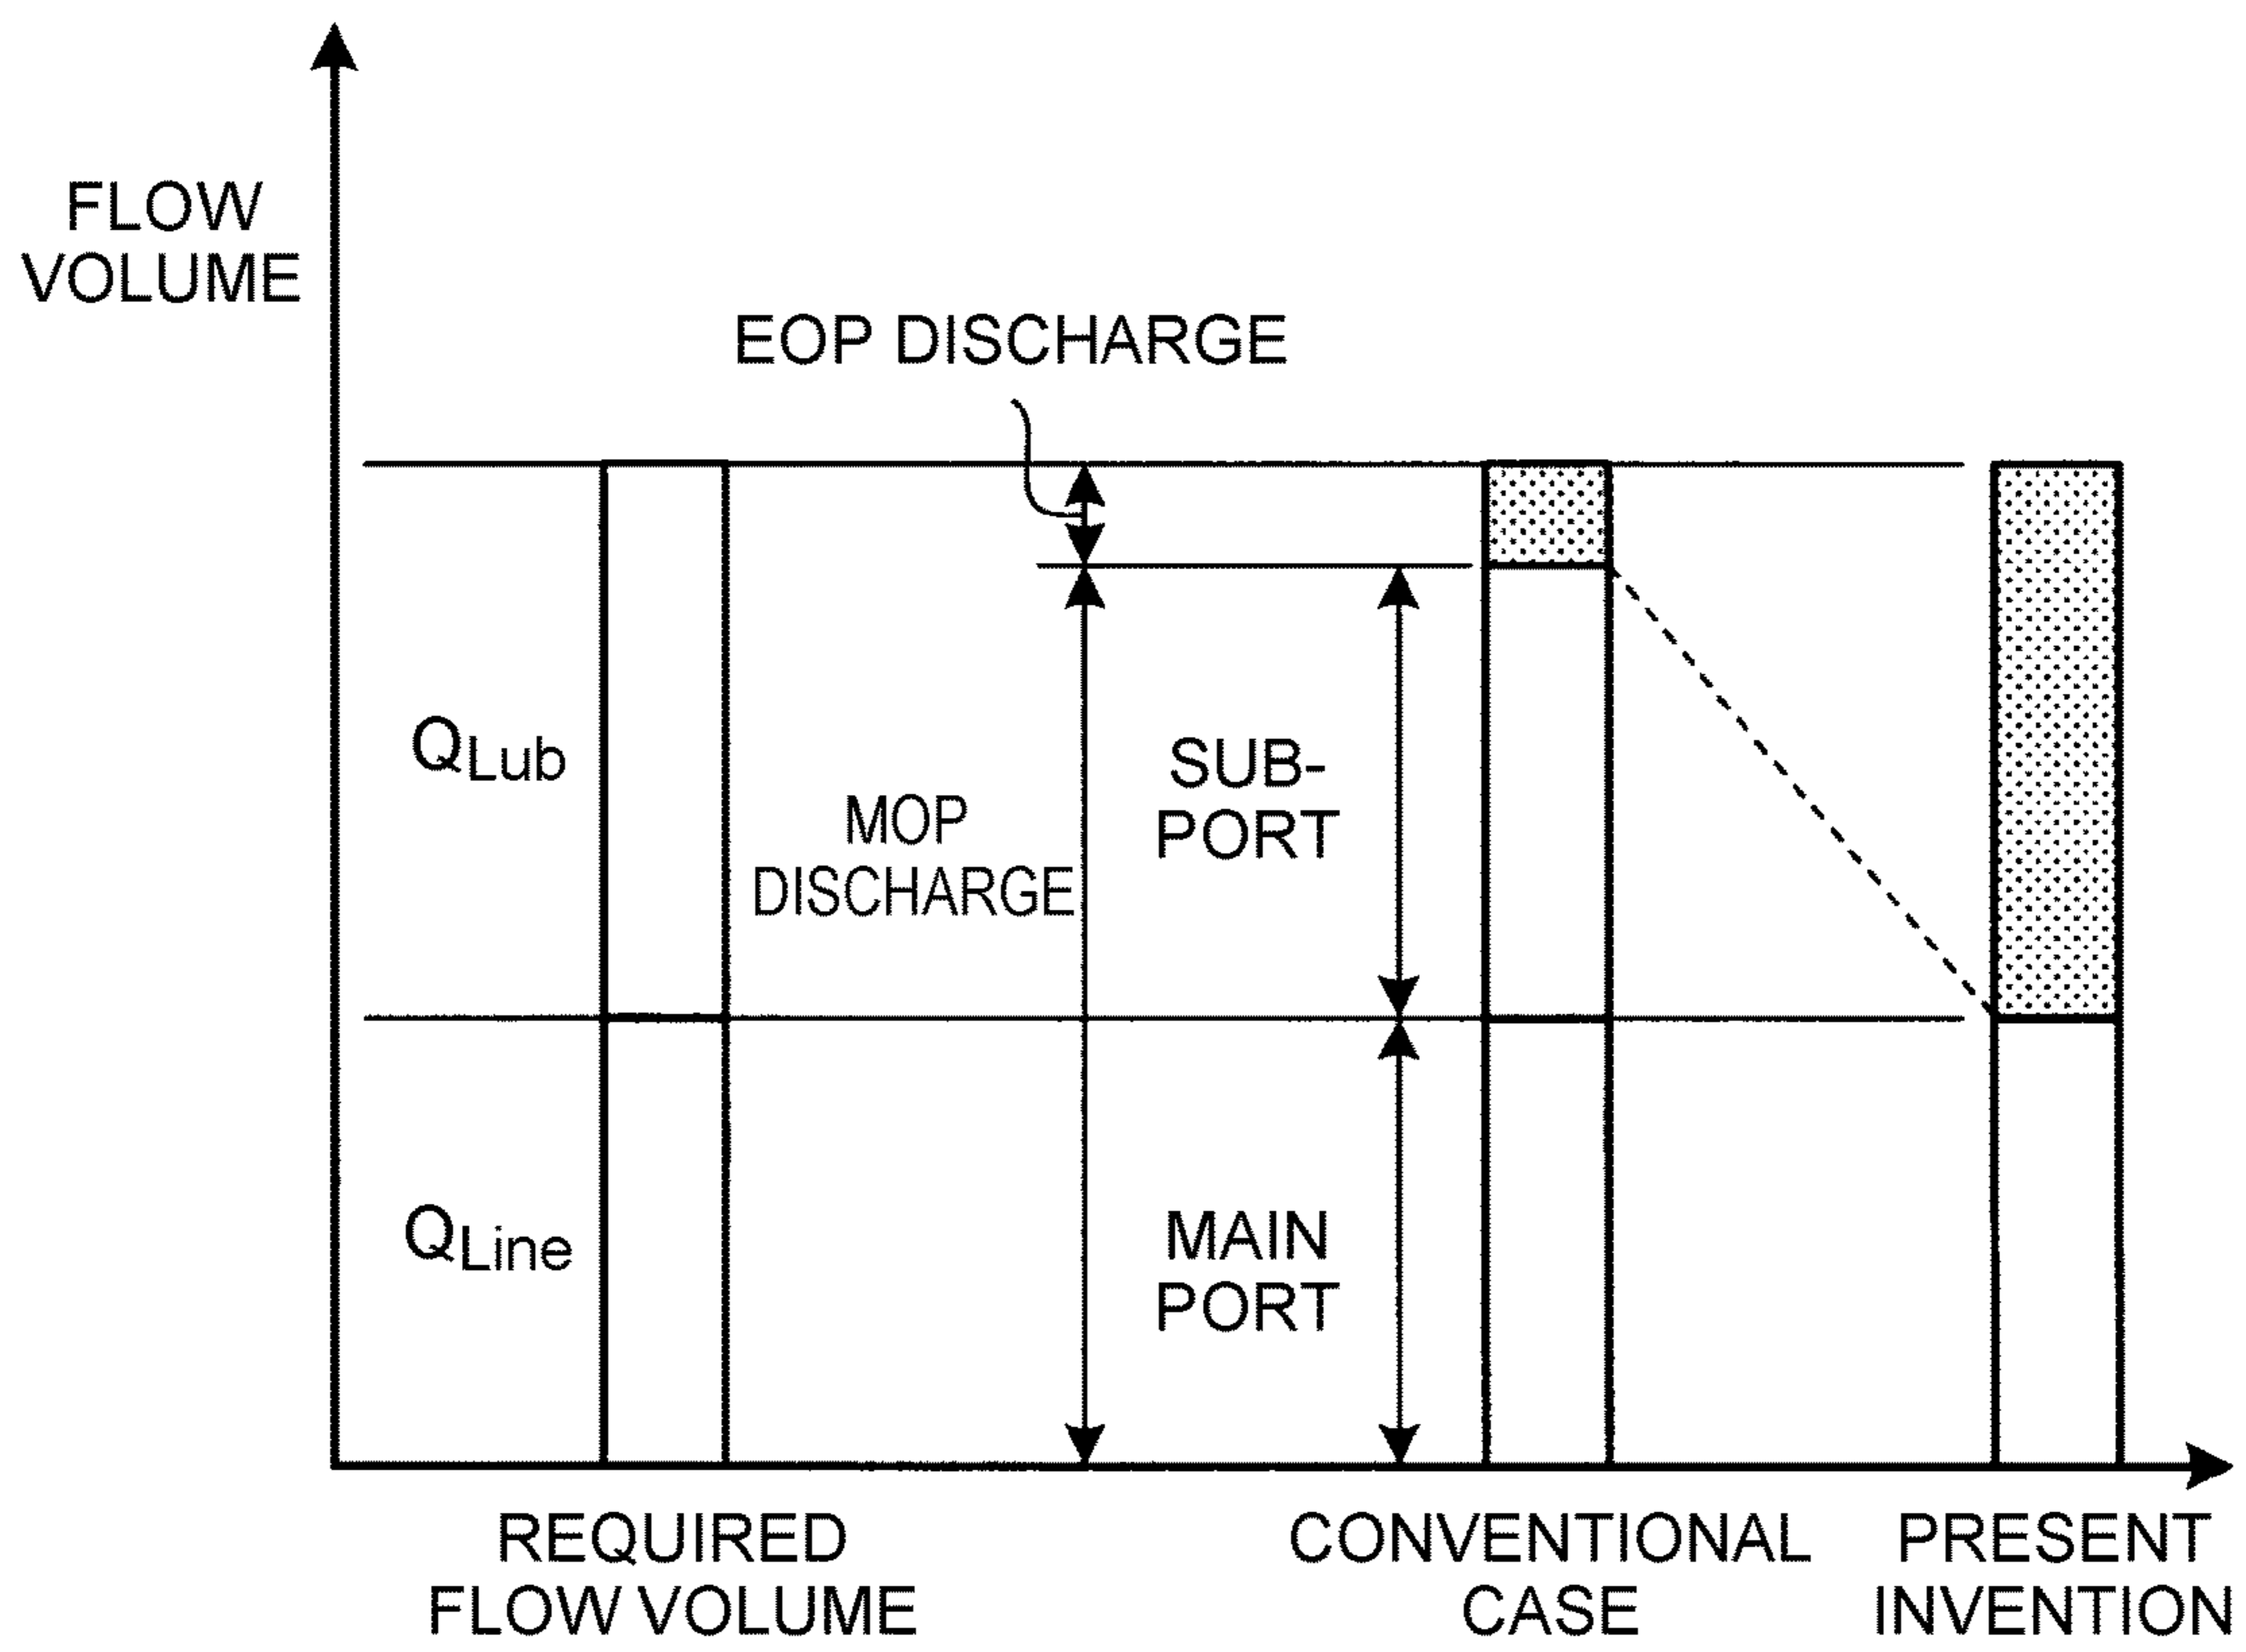 FLOW
VOLUME
EOP DISCHARGE
QLub
MOP
DISCHARGE
SUB-
PORT
QLine
MAIN
PORT
REQUIRED
FLOW VOLUME
CONVENTIONAL
CASE
PRESENT
INVENTION